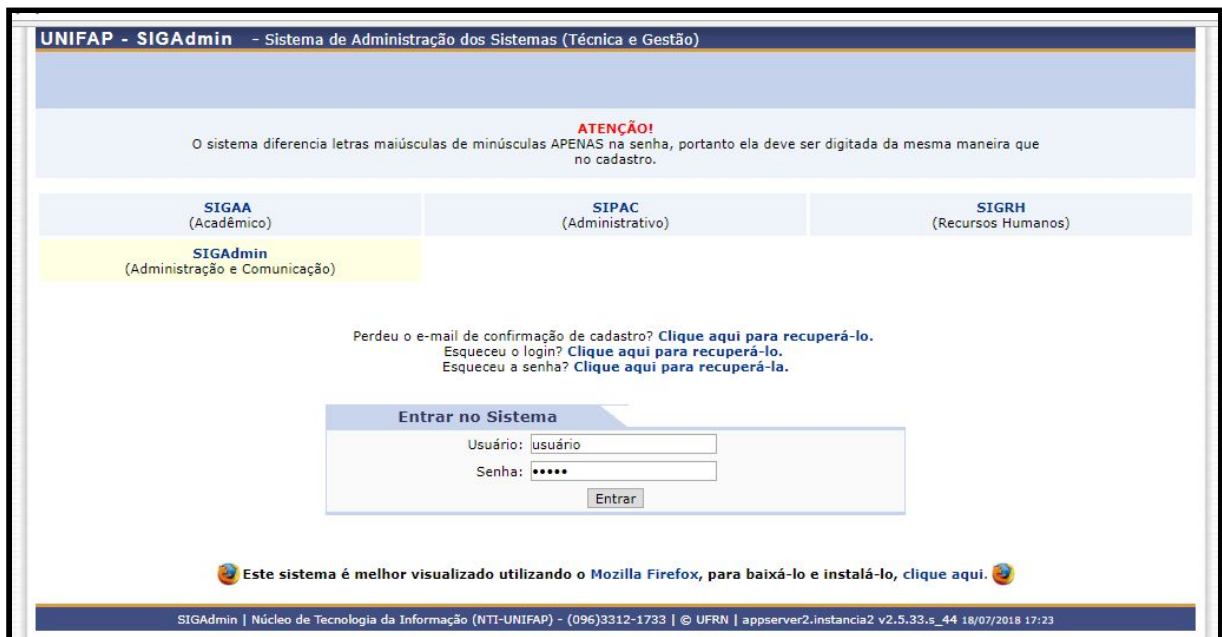 UNIFAP - SIGAdmin - Sistema de Administração dos Sistemas (Técnica e Gestão)
ATENÇÃO!
O sistema diferencia letras maiúsculas de minúsculas APENAS na senha, portanto ela deve ser digitada da mesma maneira que
no cadastro.
SIGAA SIPAC SIGRH
(Acadêmico) (Administrativo) (Recursos Humanos)
SIGAdmin
(Administração e Comunicação)
Perdeu o e-mail de confirmação de cadastro? Clique aqui para recuperá-lo.
Esqueceu o login? Clique aqui para recuperá-lo.
Esqueceu a senha? Clique aqui para recuperá-la.
Entrar no Sistema
Usuário: usuário
Senha: •••••
Entrar
Este sistema é melhor visualizado utilizando o Mozilla Firefox, para baixá-lo e instalá-lo, clique aqui.
SIGAdmin | Núcleo de Tecnologia da Informação (NTI-UNIFAP) - (096)3312-1733 | © UFRN | appserver2.instancia2 v2.5.33.s_44 18/07/2018 17:23